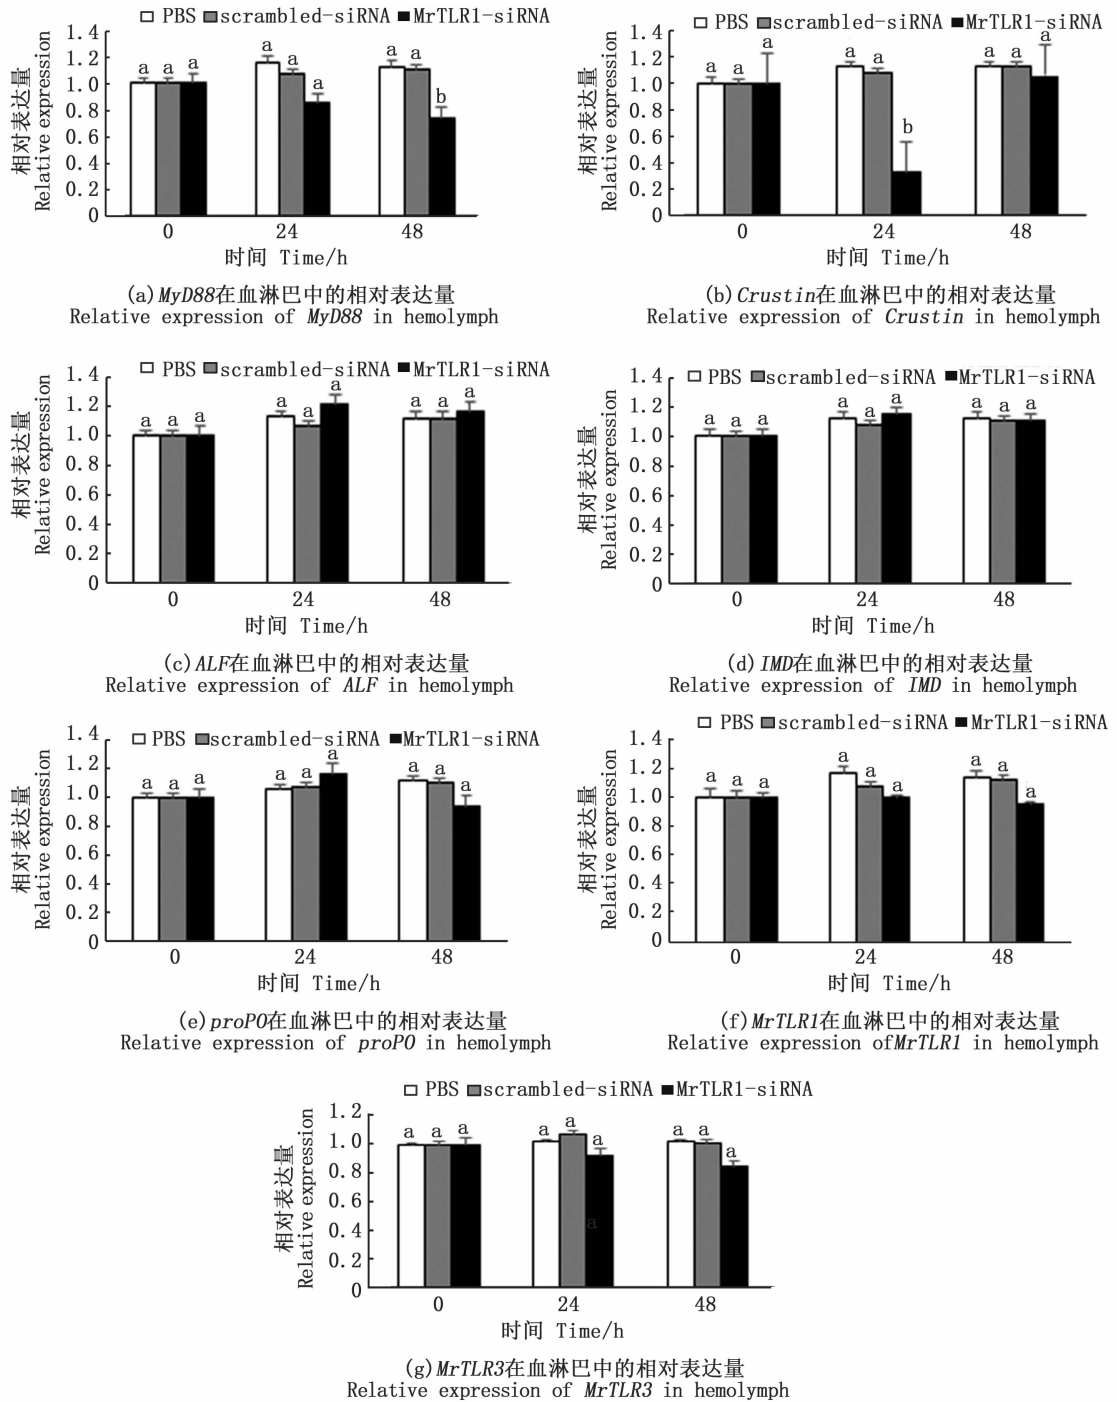 PBS scrambled-siRNA MrTLR1-siRNA
相对表达量
Relative expression
1.4
1.2
1.0
0.8
0.6
0.4
0.2
0
a a a
a a a
a a b
0 24 48
时间 Time/h
(a)MyD88在血淋巴中的相对表达量
Relative expression of MyD88 in hemolymph
PBS scrambled-siRNA MrTLR1-siRNA
相对表达量
Relative expression
1.4
1.2
1.0
0.8
0.6
0.4
0.2
0
a a a
a a b
a a a
0 24 48
时间 Time/h
(b)Crustin在血淋巴中的相对表达量
Relative expression of Crustin in hemolymph
PBS scrambled-siRNA MrTLR1-siRNA
相对表达量
Relative expression
1.4
1.2
1.0
0.8
0.6
0.4
0.2
0
a a a
a a a
a a a
0 24 48
时间 Time/h
(c)ALF在血淋巴中的相对表达量
Relative expression of ALF in hemolymph
PBS scrambled-siRNA MrTLR1-siRNA
相对表达量
Relative expression
1.4
1.2
1.0
0.8
0.6
0.4
0.2
0
a a a
a a a
a a a
0 24 48
时间 Time/h
(d)IMD在血淋巴中的相对表达量
Relative expression of IMD in hemolymph
PBS scrambled-siRNA MrTLR1-siRNA
相对表达量
Relative expression
1.4
1.2
1.0
0.8
0.6
0.4
0.2
0
a a a
a a a
a a a
0 24 48
时间 Time/h
(e)proPO在血淋巴中的相对表达量
Relative expression of proPO in hemolymph
PBS scrambled-siRNA MrTLR1-siRNA
相对表达量
Relative expression
1.4
1.2
1.0
0.8
0.6
0.4
0.2
0
a a a
a a a
a a a
0 24 48
时间 Time/h
(f)MrTLR1在血淋巴中的相对表达量
Relative expression ofMrTLR1 in hemolymph
PBS scrambled-siRNA MrTLR1-siRNA
相对表达量
Relative expression
1.2
1.0
0.8
0.6
0.4
0.2
0
a a a
a a a
a a a
a
0 24 48
时间 Time/h
(g)MrTLR3在血淋巴中的相对表达量
Relative expression of MrTLR3 in hemolymph